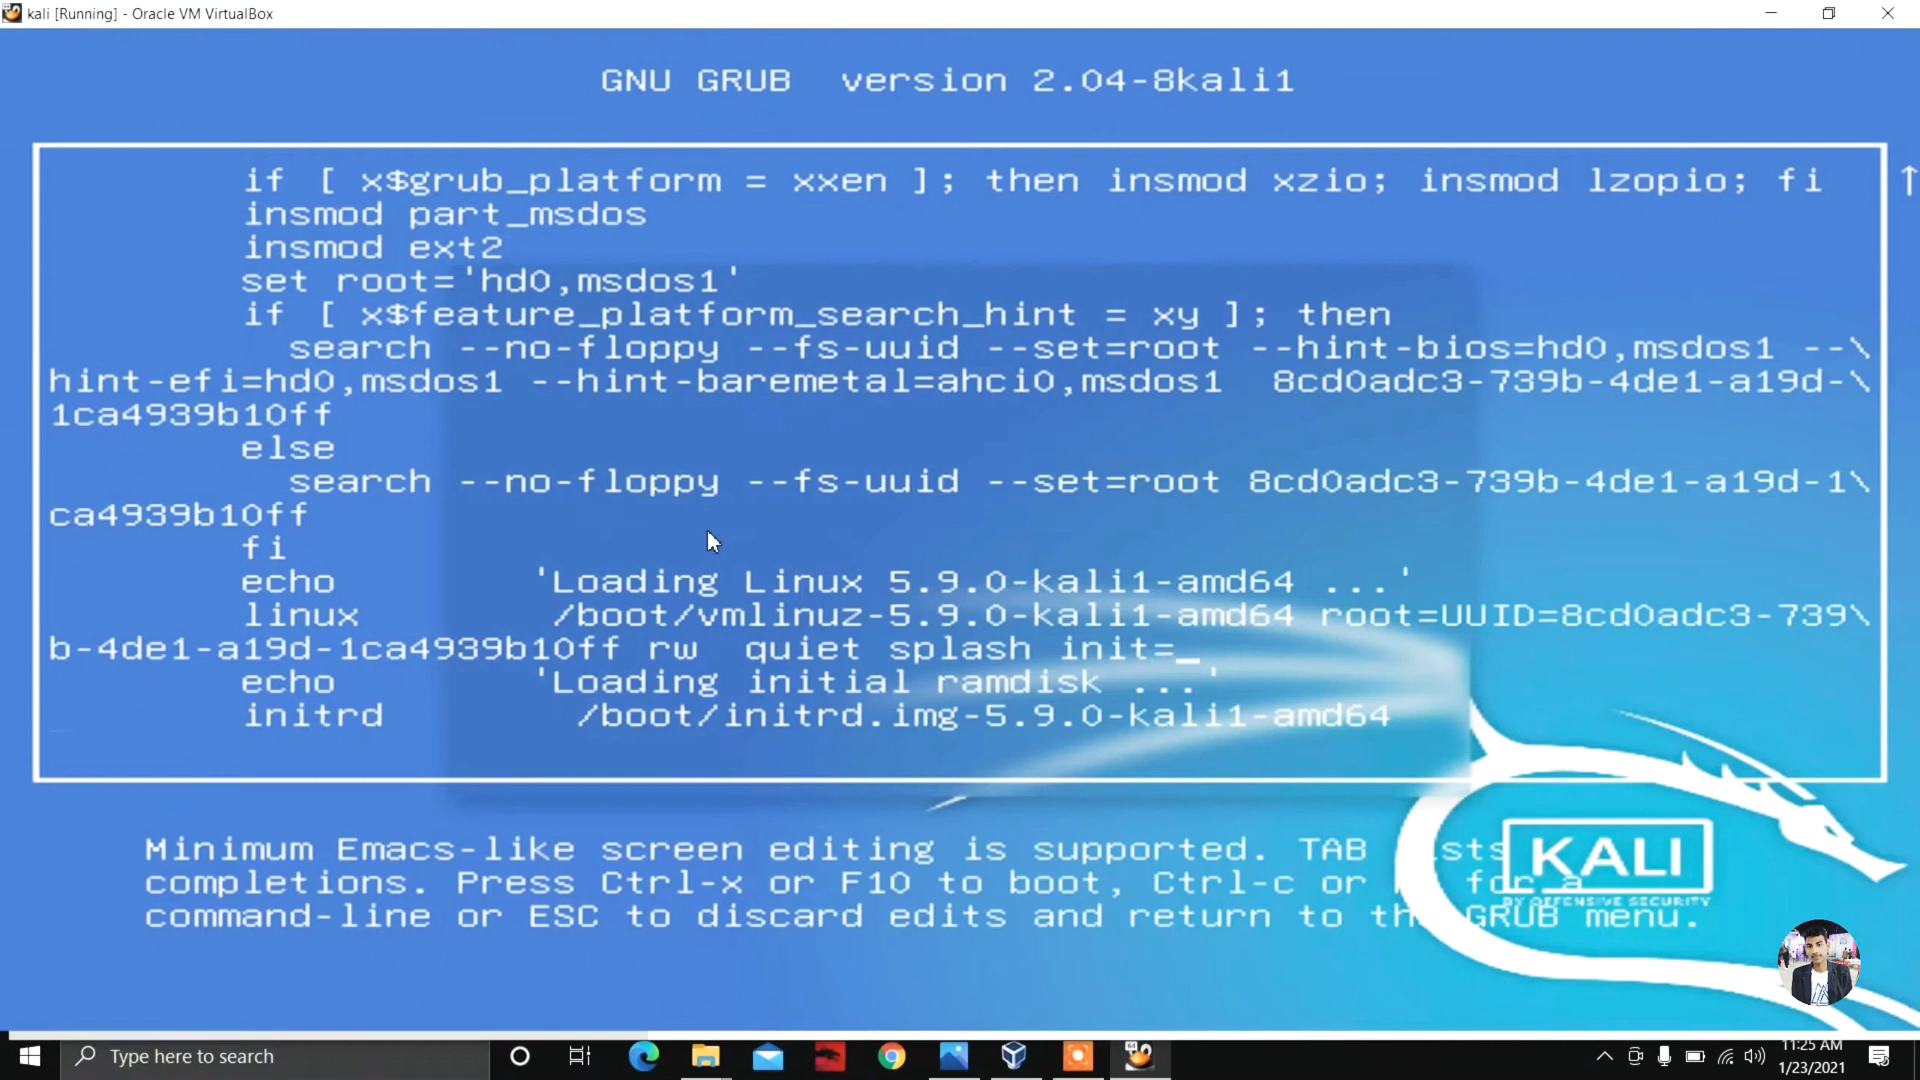 kali [Running] - Oracle VM VirtualBox
GNU GRUB version 2.04-8kali1
if [ x$grub_platform = xxen ]; then insmod xzio; insmod lzopio; fi ↑
insmod part_msdos
insmod ext2
set root='hd0,msdos1'
if [ x$feature_platform_search_hint = xy ]; then
search --no-floppy --fs-uuid --set=root --hint-bios=hd0,msdos1 --\
hint-efi=hd0,msdos1 --hint-baremetal=ahci0,msdos1 8cd0adc3-739b-4de1-a19d-\
1ca4939b10ff
else
search --no-floppy --fs-uuid --set=root 8cd0adc3-739b-4de1-a19d-1\
ca4939b10ff
fi
echo 'Loading Linux 5.9.0-kali1-amd64 ...'
linux /boot/vmlinuz-5.9.0-kali1-amd64 root=UUID=8cd0adc3-739\
b-4de1-a19d-1ca4939b10ff rw quiet splash init=_
echo 'Loading initial ramdisk ...'
initrd /boot/initrd.img-5.9.0-kali1-amd64
Minimum Emacs-like screen editing is supported. TAB
completions. Press Ctrl-x or F10 to boot, Ctrl-c or for a
command-line or ESC to discard edits and return to the GRUB menu.
KALI
BY OFFENSIVE SECURITY
Type here to search
11:25 AM
1/23/2021